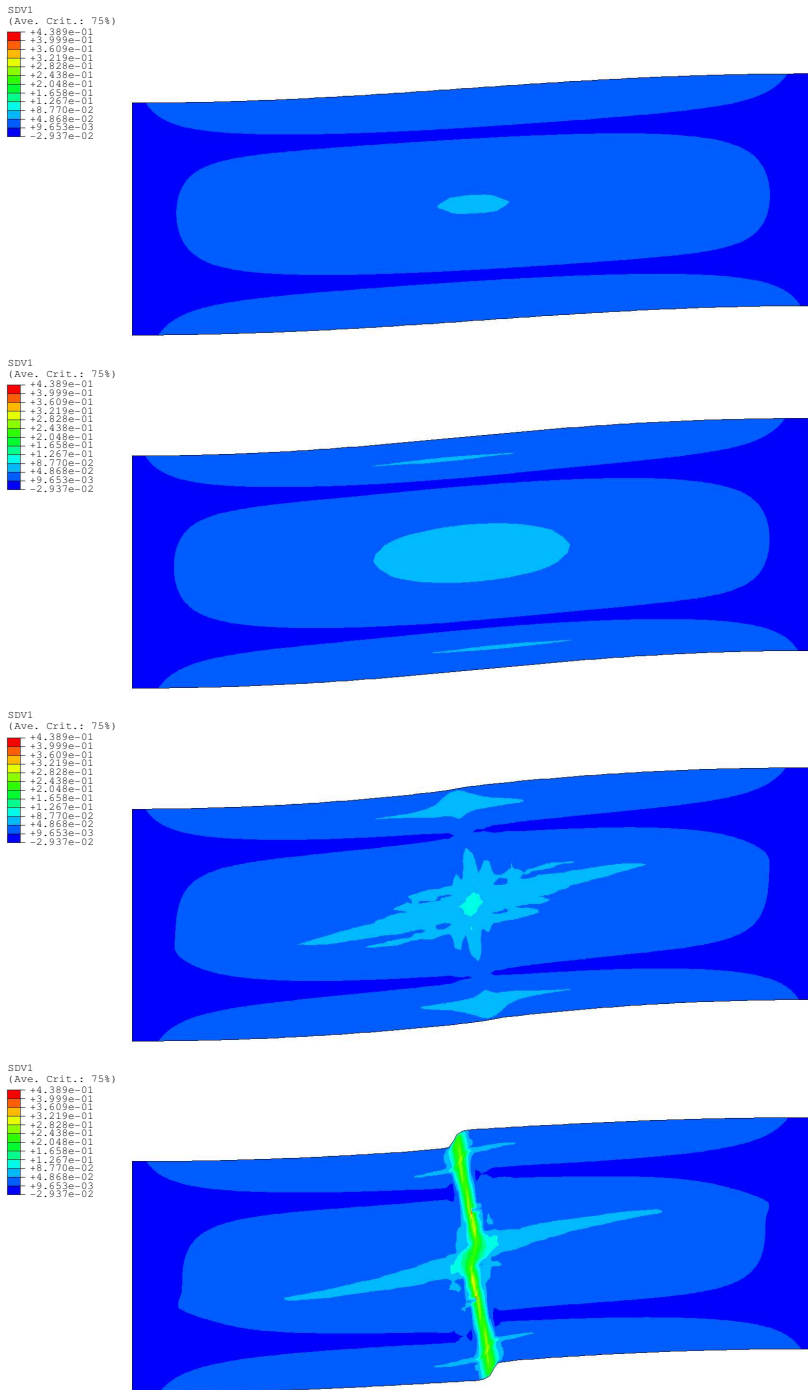 SDV1
(Ave. Crit.: 75%)
+4.389e-01
+3.999e-01
+3.609e-01
+3.219e-01
+2.828e-01
+2.438e-01
+2.048e-01
+1.658e-01
+1.267e-01
+8.770e-02
+4.868e-02
+9.653e-03
-2.937e-02
SDV1
(Ave. Crit.: 75%)
+4.389e-01
+3.999e-01
+3.609e-01
+3.219e-01
+2.828e-01
+2.438e-01
+2.048e-01
+1.658e-01
+1.267e-01
+8.770e-02
+4.868e-02
+9.653e-03
-2.937e-02
SDV1
(Ave. Crit.: 75%)
+4.389e-01
+3.999e-01
+3.609e-01
+3.219e-01
+2.828e-01
+2.438e-01
+2.048e-01
+1.658e-01
+1.267e-01
+8.770e-02
+4.868e-02
+9.653e-03
-2.937e-02
SDV1
(Ave. Crit.: 75%)
+4.389e-01
+3.999e-01
+3.609e-01
+3.219e-01
+2.828e-01
+2.438e-01
+2.048e-01
+1.658e-01
+1.267e-01
+8.770e-02
+4.868e-02
+9.653e-03
-2.937e-02